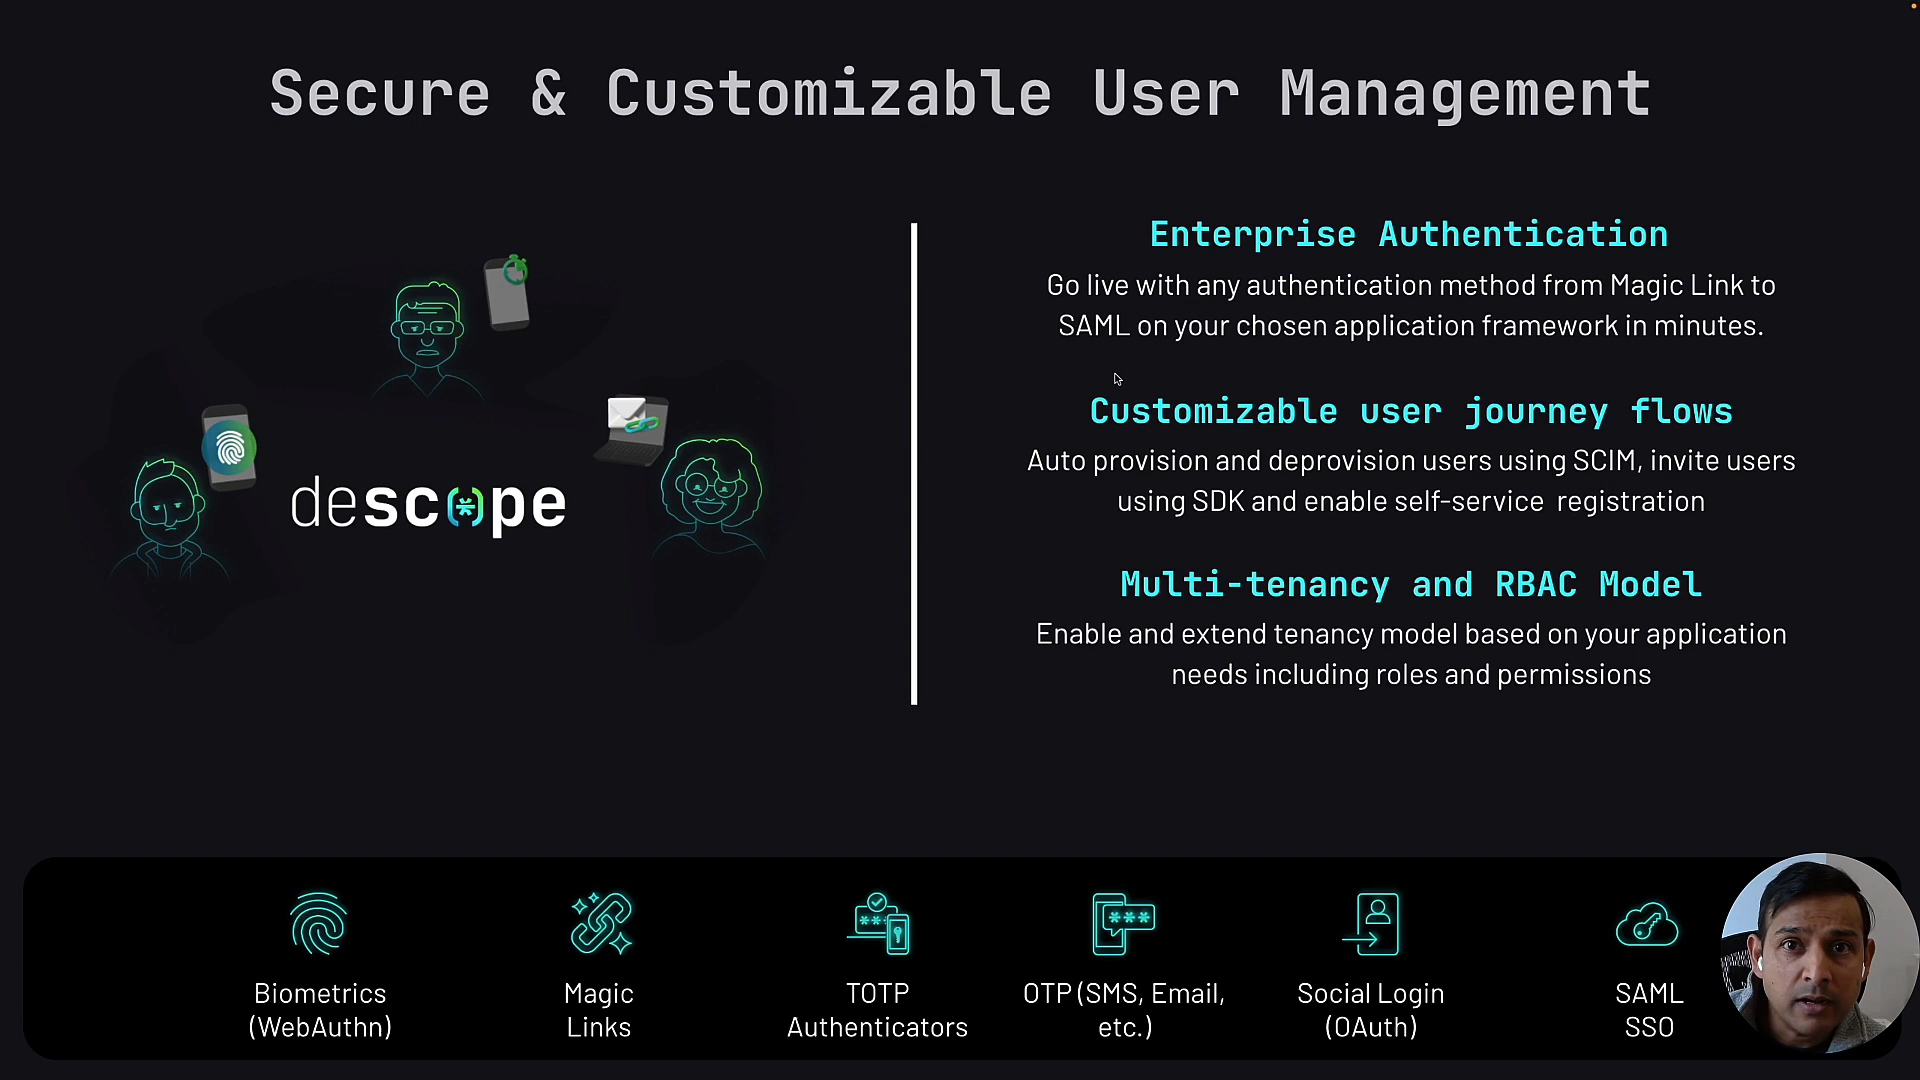 Secure & Customizable User Management
descope
Enterprise Authentication
Go live with any authentication method from Magic Link to
SAML on your chosen application framework in minutes.
Customizable user journey flows
Auto provision and deprovision users using SCIM, invite users
using SDK and enable self-service registration
Multi-tenancy and RBAC Model
Enable and extend tenancy model based on your application
needs including roles and permissions
Biometrics
(WebAuthn)
Magic
Links
TOTP
Authenticators
OTP (SMS, Email,
etc.)
Social Login
(OAuth)
SAML
SSO